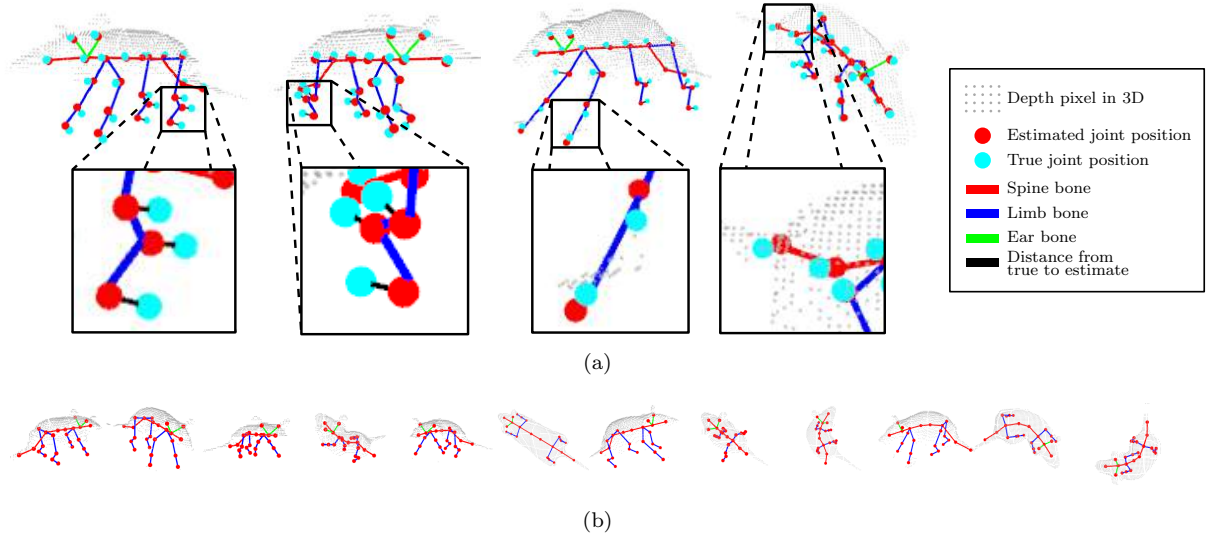 Depth pixel in 3D
Estimated joint position
True joint position
Spine bone
Limb bone
Ear bone
Distance from
true to estimate
(a)
(b)